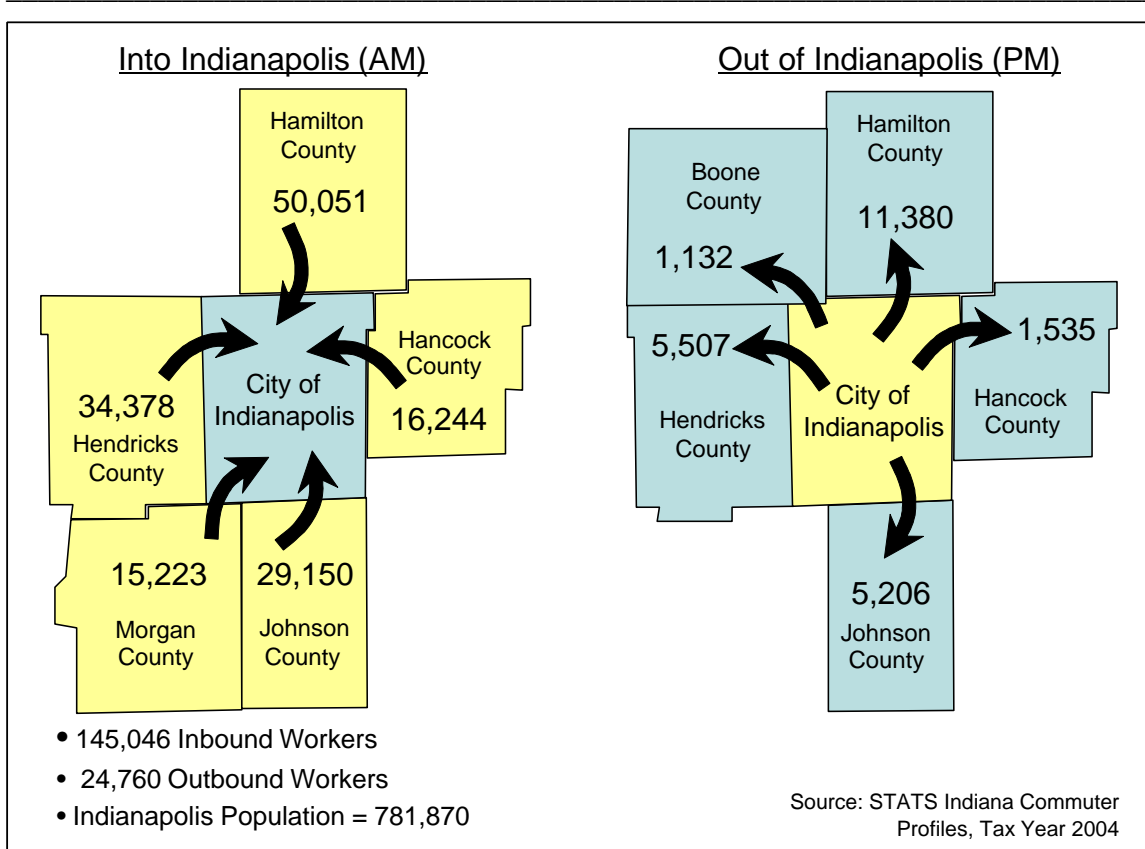 Into Indianapolis (AM)
Hamilton
County
50,051
Hancock
County
16,244
34,378
Hendricks
County
City of
Indianapolis
15,223
Morgan
County
29,150
Johnson
County
• 145,046 Inbound Workers
• 24,760 Outbound Workers
• Indianapolis Population = 781,870
Out of Indianapolis (PM)
Boone
County
1,132
Hamilton
County
11,380
5,507
Hendricks
County
City of
Indianapolis
1,535
Hancock
County
5,206
Johnson
County
Source: STATS Indiana Commuter
Profiles, Tax Year 2004